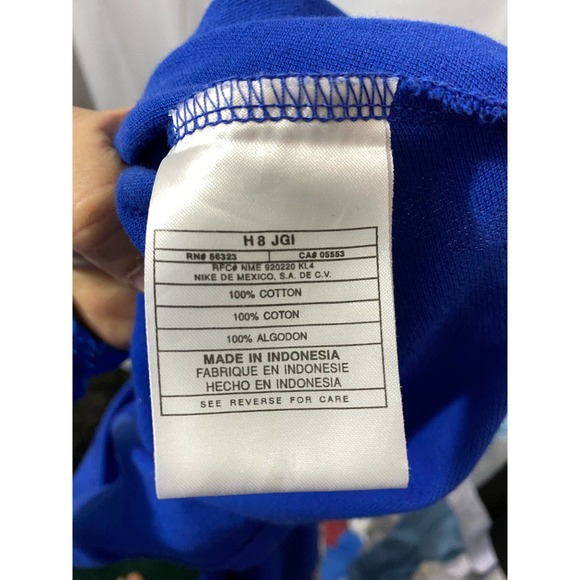 H 8 JGI
RN# 56323 CA# 05553
RFC# NME 920220 KL4
NIKE DE MEXICO, S.A. DE C.V.
100% COTTON
100% COTON
100% ALGODON
MADE IN INDONESIA
FABRIQUE EN INDONESIE
HECHO EN INDONESIA
SEE REVERSE FOR CARE